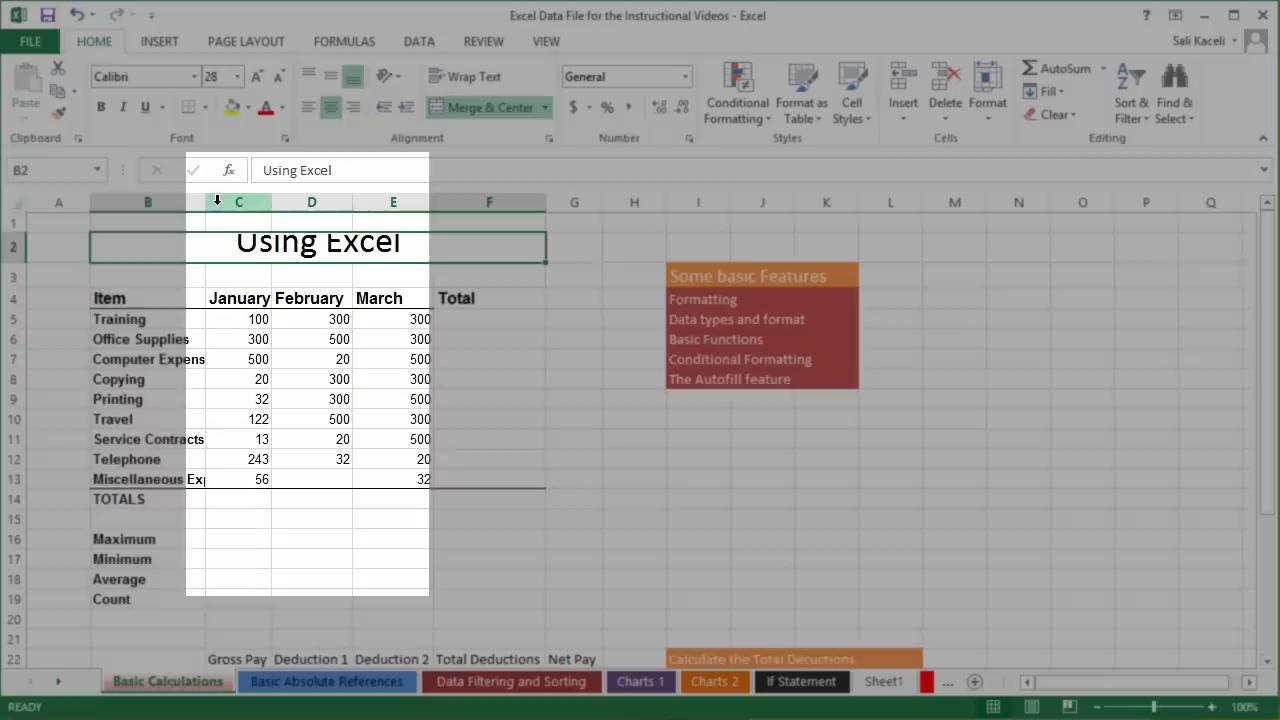 Excel Data File for the Instructional Videos - Excel
FILE HOME INSERT PAGE LAYOUT FORMULAS DATA REVIEW VIEW Sali Kaceli
Paste Calibri 28 Wrap Text General Conditional Formatting Format as Table Cell Styles Insert Delete Format AutoSum Fill Clear Sort & Filter Find & Select
B I U Merge & Center $ % ,
Clipboard Font Alignment Number Styles Cells Editing
B2 fx Using Excel
A B C D E F G H I J K L M N O P Q
1
2 Using Excel
3 Some basic Features
4 Item January February March Total Formatting
5 Training 100 300 300 Data types and format
6 Office Supplies 300 500 300 Basic Functions
7 Computer Expens 500 20 500 Conditional Formatting
8 Copying 20 300 300 The Autofill feature
9 Printing 32 300 500
10 Travel 122 500 300
11 Service Contracts 13 20 500
12 Telephone 243 32 20
13 Miscellaneous Exp 56 32
14 TOTALS
15
16 Maximum
17 Minimum
18 Average
19 Count
20
21
22 Gross Pay Deduction 1 Deduction 2 Total Deductions Net Pay Calculate the Total Deductions
Basic Calculations Basic Absolute References Data Filtering and Sorting Charts 1 Charts 2 If Statement Sheet1 ...
READY 100%